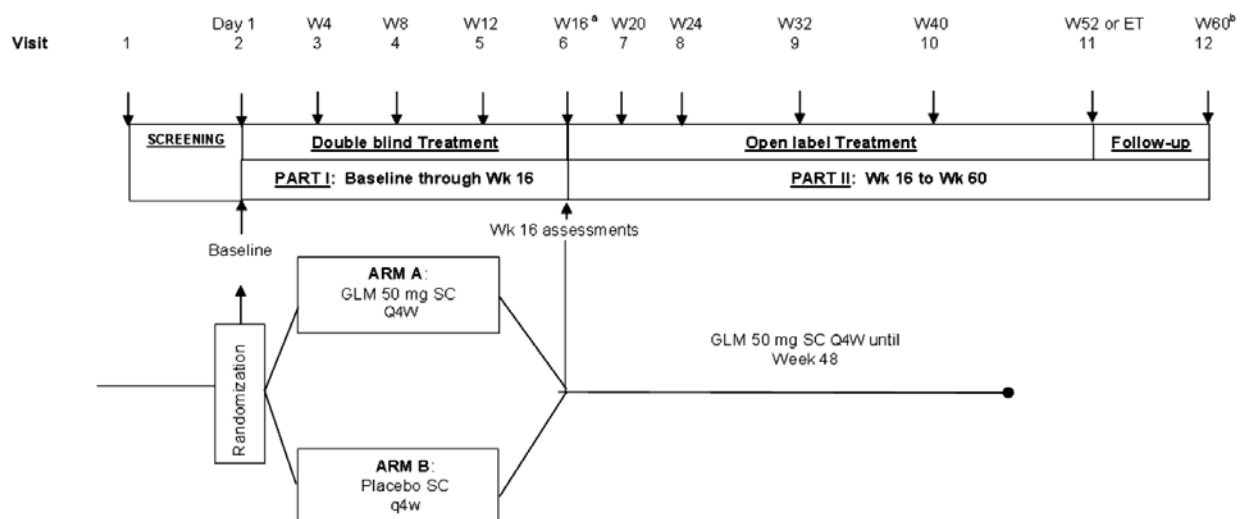 Day 1 W4 W8 W12 W16 a W20 W24 W32 W40 W52 or ET W60 b
Visit 1 2 3 4 5 6 7 8 9 10 11 12
SCREENING Double blind Treatment Open label Treatment Follow-up
PART I: Baseline through Wk 16 PART II: Wk 16 to Wk 60
Baseline
Wk 16 assessments
Randomization
ARM A:
GLM 50 mg SC
Q4W
GLM 50 mg SC Q4W until
Week 48
ARM B:
Placebo SC
q4w